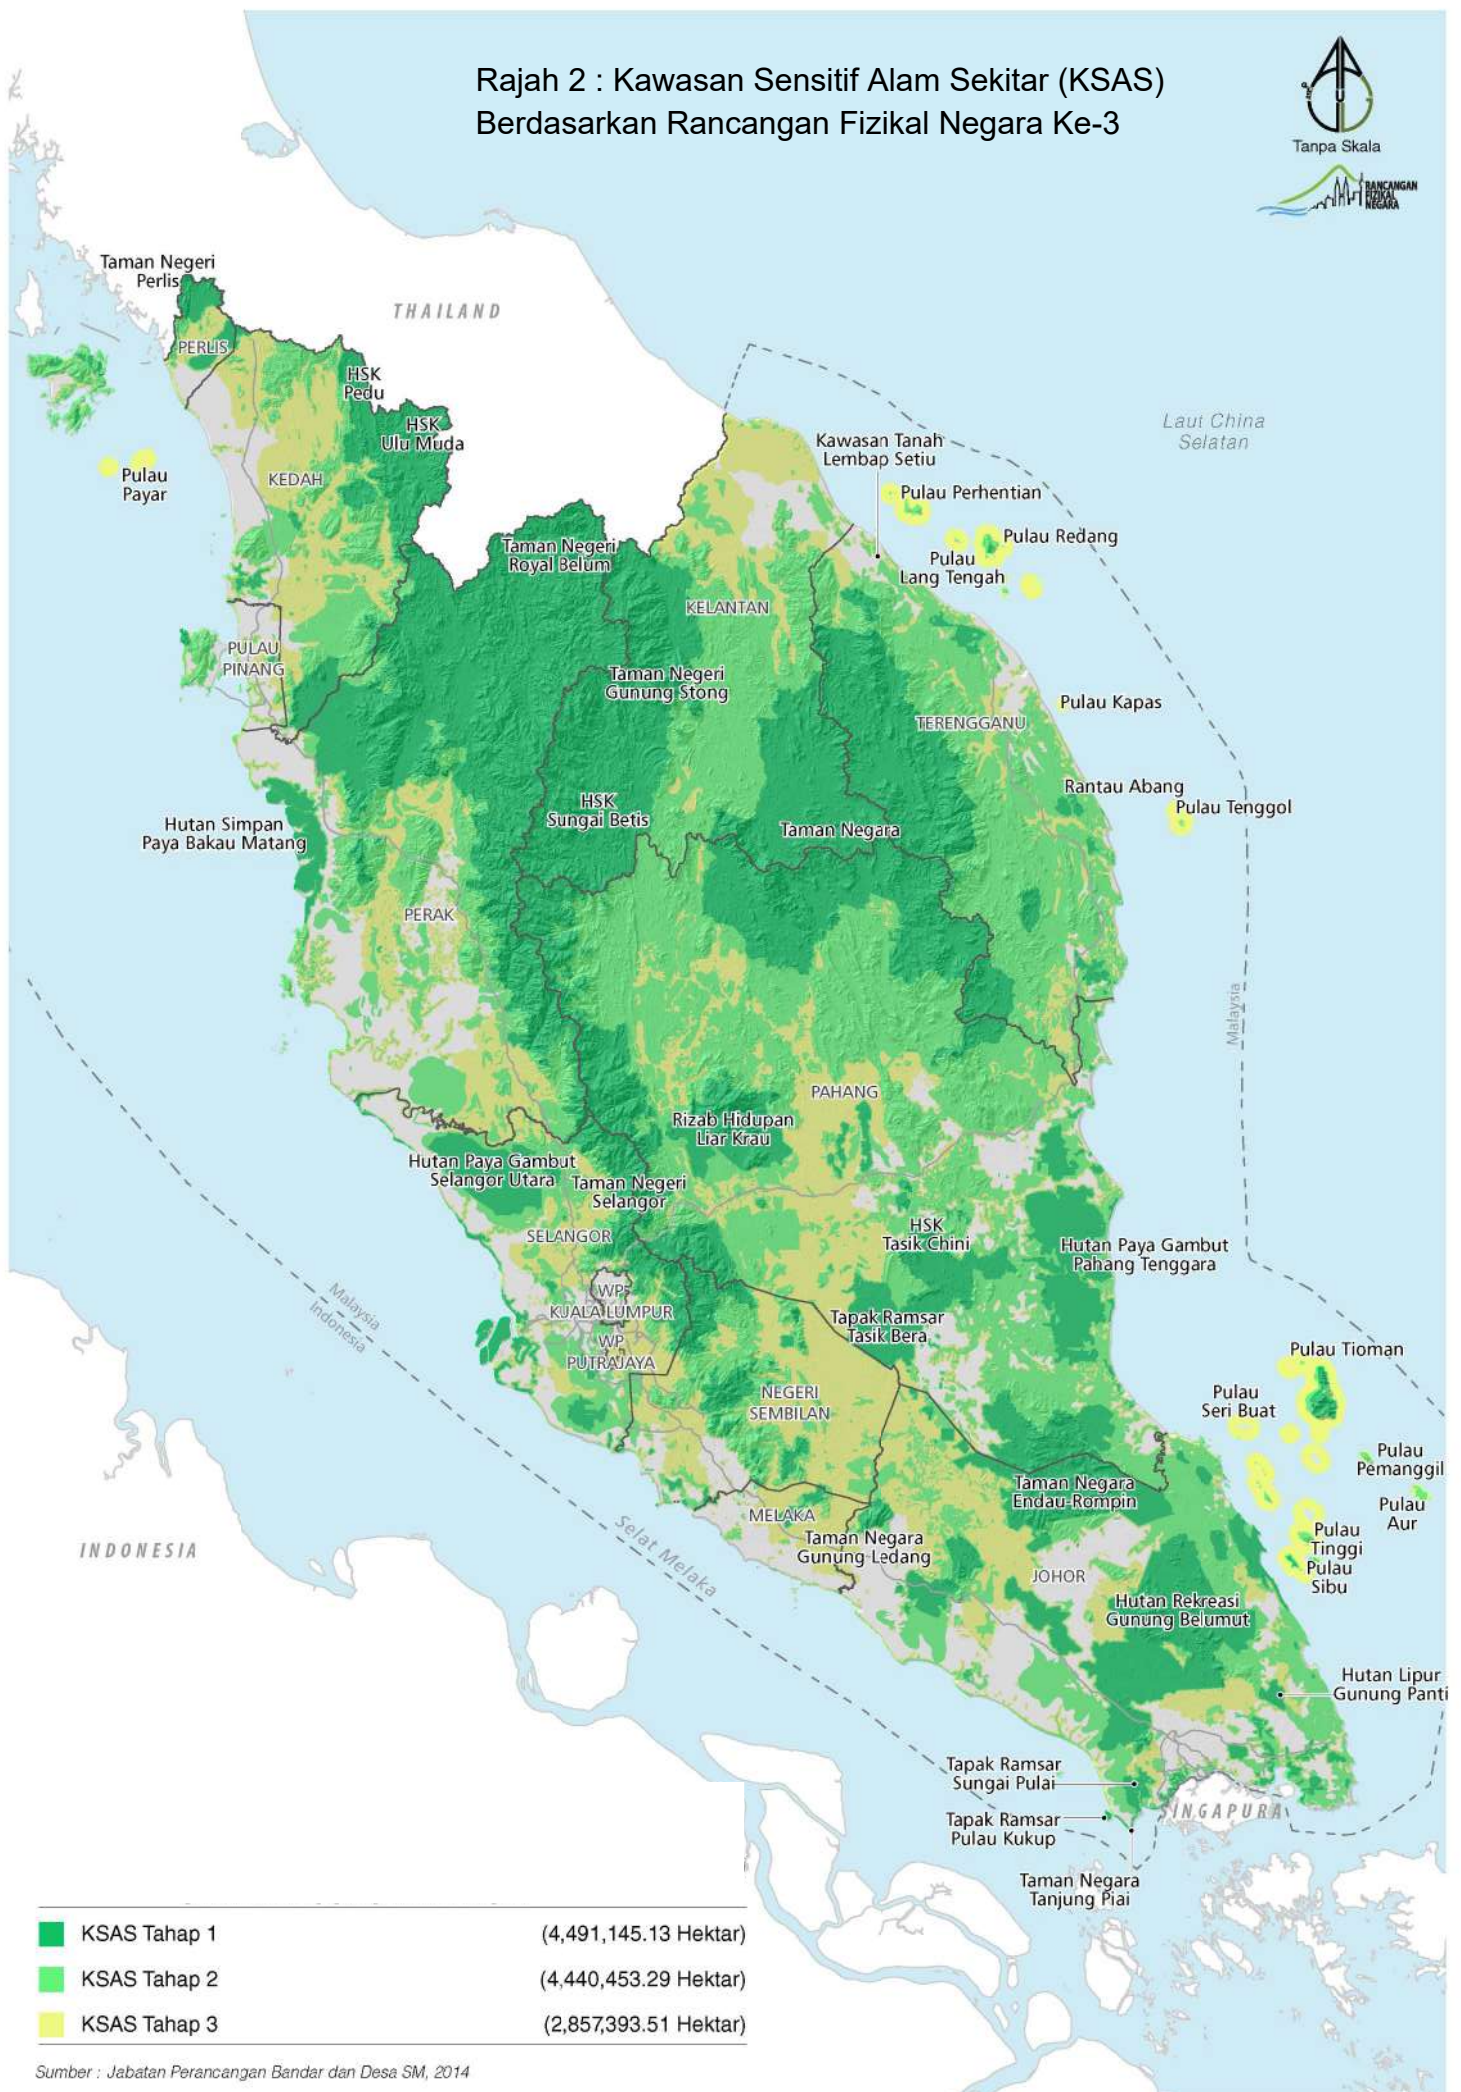 Rajah 2 : Kawasan Sensitif Alam Sekitar (KSAS)
Berdasarkan Rancangan Fizikal Negara Ke-3
Tanpa Skala
RANCANGAN
FIZIKAL
NEGARA
Taman Negeri
Perlis
THAILAND
PERLIS
HSK
Pedu
HSK
Ulu Muda
Laut China
Selatan
Kawasan Tanah
Lembap Setiu
Pulau
Payar
KEDAH
Pulau Perhentian
Pulau Redang
Pulau
Lang Tengah
Taman Negeri
Royal Belum
KELANTAN
PULAU
PINANG
Taman Negeri
Gunung Stong
Pulau Kapas
TERENGGANU
Rantau Abang
Pulau Tenggol
HSK
Sungai Betis
Taman Negara
Hutan Simpan
Paya Bakau Matang
PERAK
Malaysia
PAHANG
Rizab Hidupan
Liar Krau
Hutan Paya Gambut
Selangor Utara
Taman Negeri
Selangor
SELANGOR
HSK
Tasik Chini
Hutan Paya Gambut
Pahang Tenggara
WP
KUALA LUMPUR
WP
PUTRAJAYA
Malaysia
Indonesia
Tapak Ramsar
Tasik Bera
Pulau Tioman
Pulau
Seri Buat
NEGERI
SEMBILAN
Pulau
Pemanggil
Pulau
Aur
Taman Negara
Endau-Rompin
MELAKA
Taman Negara
Gunung Ledang
Selat Melaka
INDONESIA
Pulau
Tinggi
Pulau
Sibu
JOHOR
Hutan Rekreasi
Gunung Belumut
Hutan Lipur
Gunung Panti
Tapak Ramsar
Sungai Pulai
SINGAPURA
Tapak Ramsar
Pulau Kukup
Taman Negara
Tanjung Piai
KSAS Tahap 1 (4,491,145.13 Hektar)
KSAS Tahap 2 (4,440,453.29 Hektar)
KSAS Tahap 3 (2,857,393.51 Hektar)
Sumber : Jabatan Perancangan Bandar dan Desa SM, 2014